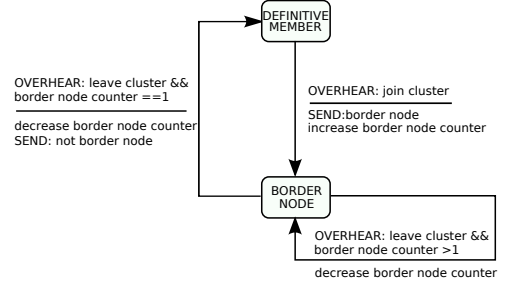 DEFINITIVE
MEMBER
OVERHEAR: leave cluster &&
border node counter ==1
decrease border node counter
SEND: not border node
OVERHEAR: join cluster
SEND:border node
increase border node counter
BORDER
NODE
OVERHEAR: leave cluster &&
border node counter >1
decrease border node counter